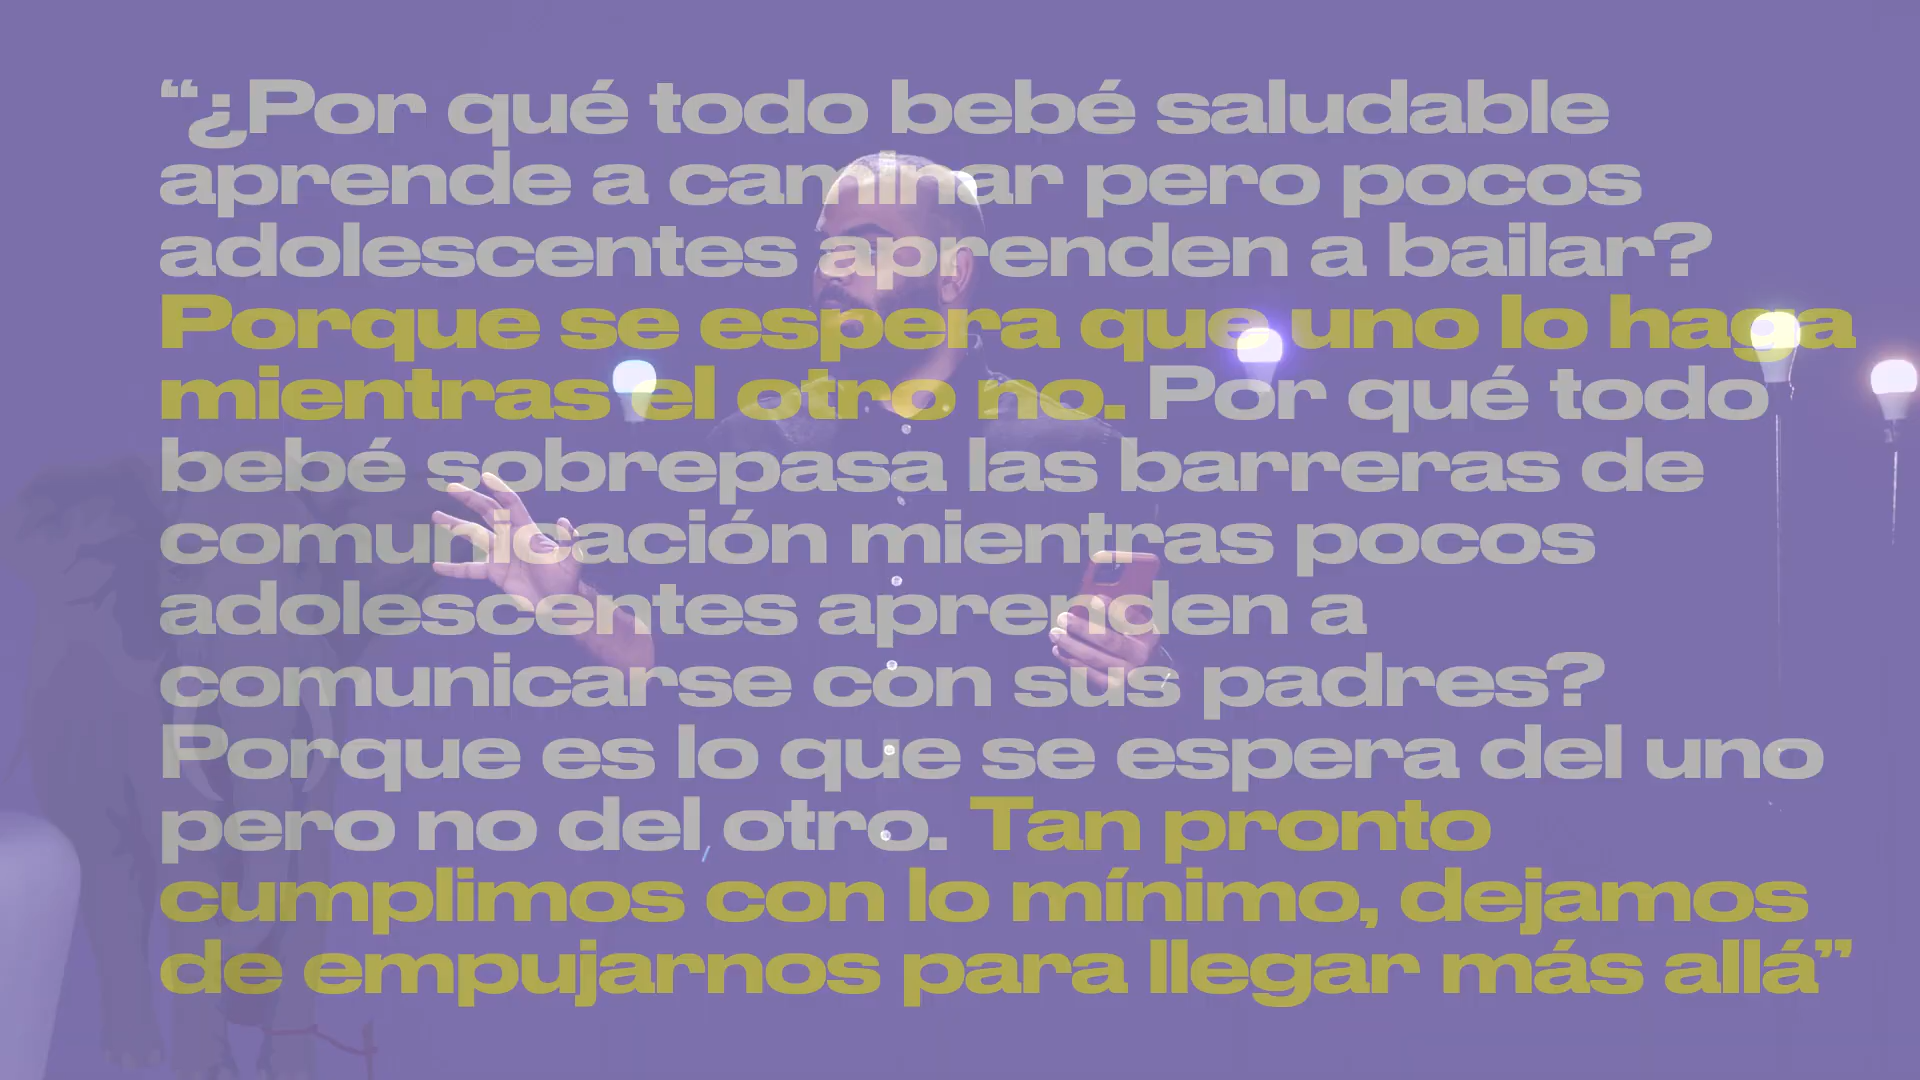 “¿Por qué todo bebé saludable
aprende a caminar pero pocos
adolescentes aprenden a bailar?
Porque se espera que uno lo haga
mientras el otro no. Por qué todo
bebé sobrepasa las barreras de
comunicación mientras pocos
adolescentes aprenden a
comunicarse con sus padres?
Porque es lo que se espera del uno
pero no del otro. Tan pronto
cumplimos con lo mínimo, dejamos
de empujarnos para llegar más allá”